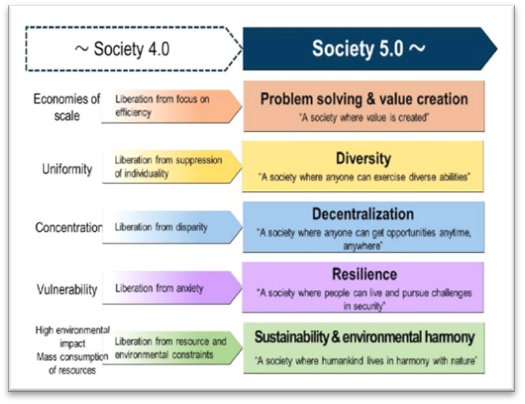 ～ Society 4.0
Society 5.0 ～
Economies of
scale
Liberation from focus on
efficiency
Problem solving & value creation
"A society where value is created"
Uniformity
Liberation from suppression
of individuality
Diversity
"A society where anyone can exercise diverse abilities"
Concentration
Liberation from disparity
Decentralization
"A society where anyone can get opportunities anytime,
anywhere"
Vulnerability
Liberation from anxiety
Resilience
"A society where people can live and pursue challenges
in security"
High environmental
impact
Mass consumption
of resources
Liberation from resource and
environmental constraints
Sustainability & environmental harmony
"A society where humankind lives in harmony with nature"